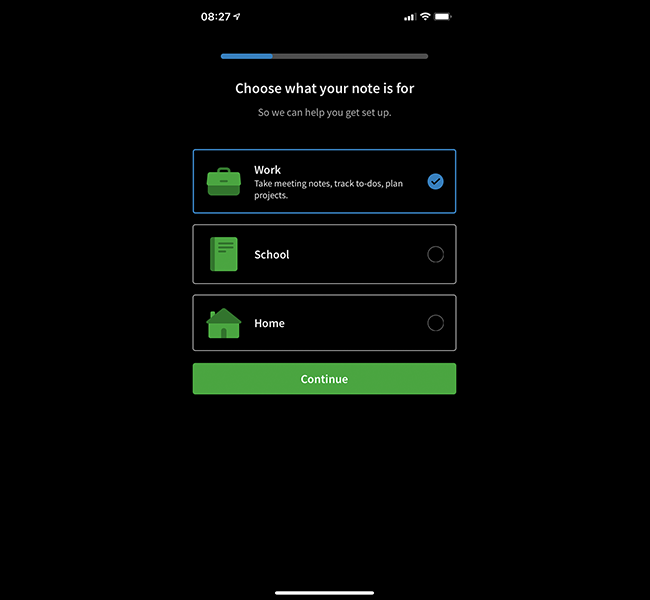 08:27
Choose what your note is for
So we can help you get set up.
Work
Take meeting notes, track to-dos, plan
projects.
School
Home
Continue